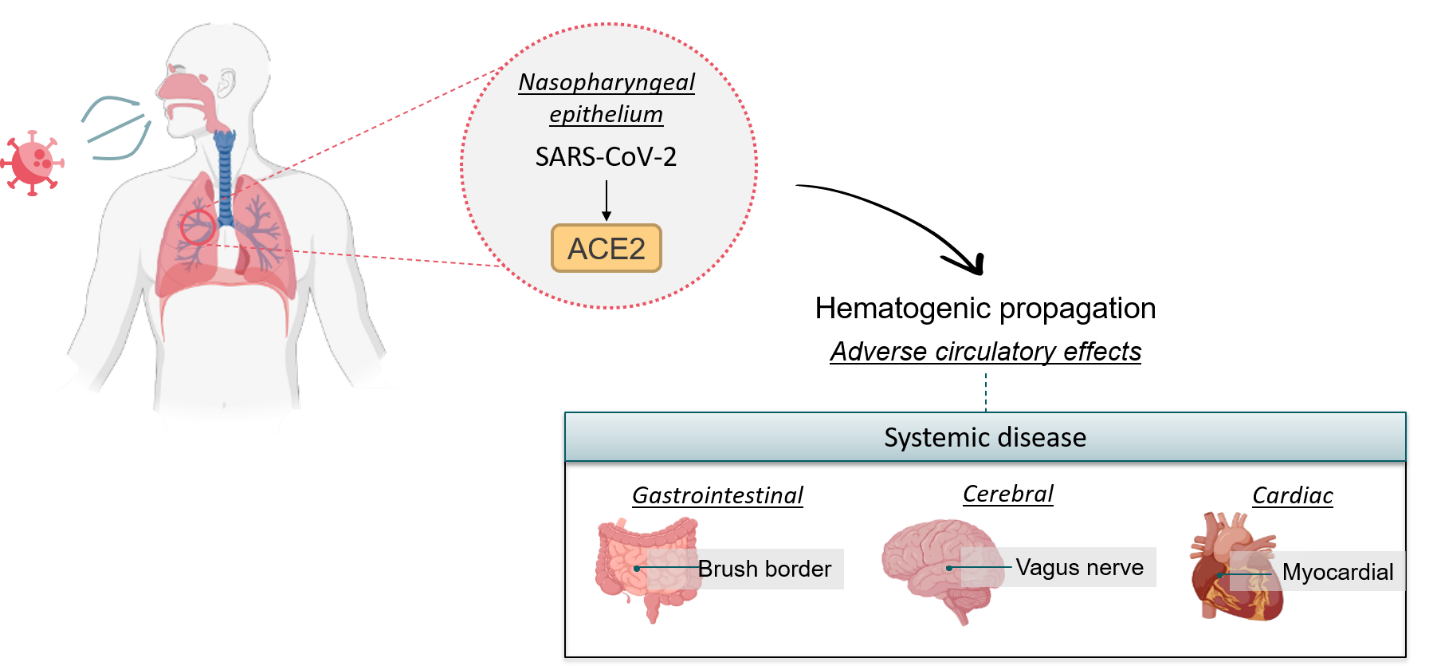 Nasopharyngeal
epithelium
SARS-CoV-2
ACE2
Hematogenic propagation
Adverse circulatory effects
Systemic disease
Gastrointestinal
Cerebral
Cardiac
Brush border
Vagus nerve
Myocardial